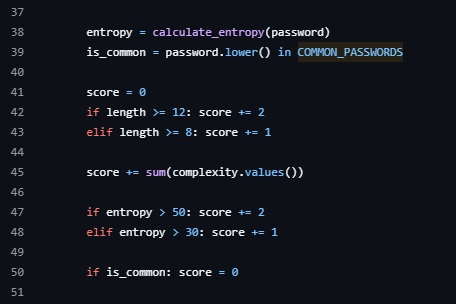 37
38 entropy = calculate_entropy(password)
39 is_common = password.lower() in COMMON_PASSWORDS
40
41 score = 0
42 if length >= 12: score += 2
43 elif length >= 8: score += 1
44
45 score += sum(complexity.values())
46
47 if entropy > 50: score += 2
48 elif entropy > 30: score += 1
49
50 if is_common: score = 0
51